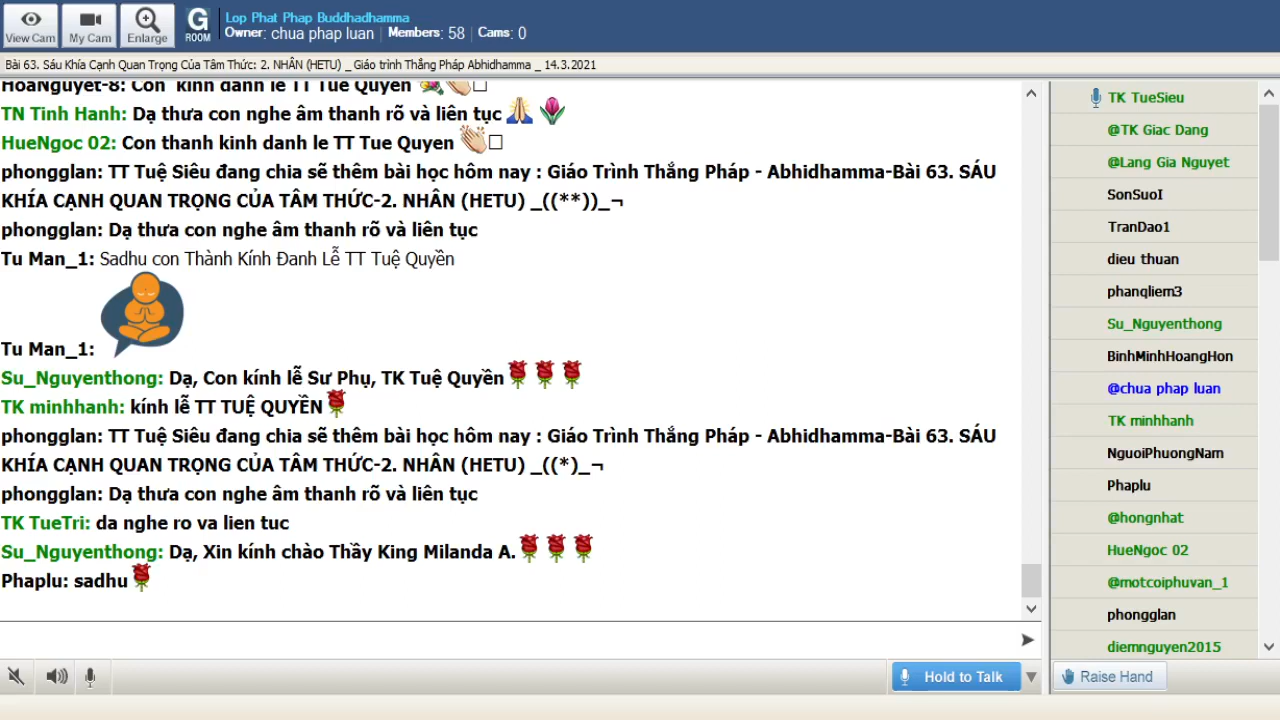 View Cam
My Cam
Enlarge
G
ROOM
Lop Phat Phap Buddhadhamma
Owner: chua phap luan | Members: 58 | Cams: 0
Bài 63. Sáu Khía Cạnh Quan Trọng Của Tâm Thức: 2. NHÂN (HETU) _ Giáo trình Thắng Pháp Abhidhamma _ 14.3.2021
HoaNguyet-8: Con kinh danh le TT Tue Quyen
TN Tinh Hanh: Dạ thưa con nghe âm thanh rõ và liên tục
HueNgoc 02: Con thanh kinh danh le TT Tue Quyen
phongglan: TT Tuệ Siêu đang chia sẽ thêm bài học hôm nay : Giáo Trình Thắng Pháp - Abhidhamma-Bài 63. SÁU
KHÍA CẠNH QUAN TRỌNG CỦA TÂM THỨC-2. NHÂN (HETU) _((**))_¬
phongglan: Dạ thưa con nghe âm thanh rõ và liên tục
Tu Man_1: Sadhu con Thành Kính Đanh Lễ TT Tuệ Quyền
Tu Man_1:
Su_Nguyenthong: Dạ, Con kính lễ Sư Phụ, TK Tuệ Quyền
TK minhhanh: kính lễ TT TUỆ QUYỀN
phongglan: TT Tuệ Siêu đang chia sẽ thêm bài học hôm nay : Giáo Trình Thắng Pháp - Abhidhamma-Bài 63. SÁU
KHÍA CẠNH QUAN TRỌNG CỦA TÂM THỨC-2. NHÂN (HETU) _((*)_¬
phongglan: Dạ thưa con nghe âm thanh rõ và liên tục
TK TueTri: da nghe ro va lien tuc
Su_Nguyenthong: Dạ, Xin kính chào Thầy King Milanda A.
Phaplu: sadhu
TK TueSieu
@TK Giac Dang
@Lang Gia Nguyet
SonSuoI
TranDao1
dieu thuan
phanqliem3
Su_Nguyenthong
BinhMinhHoangHon
@chua phap luan
TK minhhanh
NguoiPhuongNam
Phaplu
@hongnhat
HueNgoc 02
@motcoiphuvan_1
phongglan
diemnguyen2015
Hold to Talk
Raise Hand